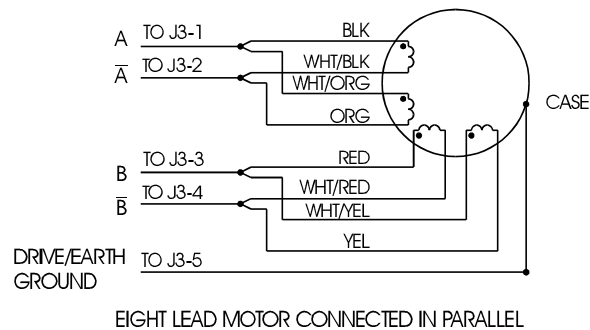 BLK
A TO J3-1
WHT/BLK
A̅ TO J3-2
WHT/ORG
CASE
ORG
RED
B TO J3-3
WHT/RED
B̅ TO J3-4
WHT/YEL
YEL
DRIVE/EARTH GROUND TO J3-5
EIGHT LEAD MOTOR CONNECTED IN PARALLEL